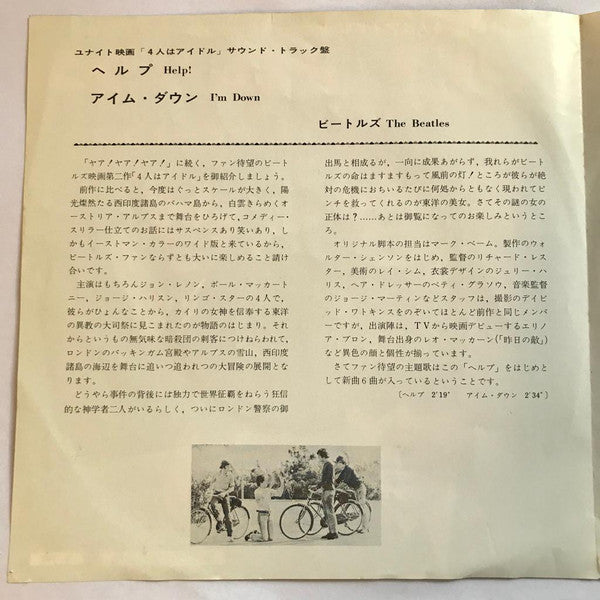 ユナイト映画「4人はアイドル」サウンド・トラック盤
ヘルプ Help!
アイム・ダウン I'm Down
ビートルズ The Beatles
「ヤア!ヤア!ヤア!」に続く、ファン待望のビート
ルズ映画第二作「4人はアイドル」を御紹介しましょう。
前作に比べると、今度はぐっとスケールが大きく、陽
光燦然たる西印度諸島のバハマ島から、白雲きらめくオ
ーストリア・アルプスまで舞台をひろげて、コメディー・
スリラー仕立てのお話にはサスペンスあり笑いあり、し
かもイーストマン・カラーのワイド版と来ているから、
ビートルズ・ファンならずとも大いに楽しめること請け
合いです。
主演はもちろんジョン・レノン、ポール・マッカート
ニー、ジョージ・ハリスン、リンゴ・スターの4人で、
彼らがひょんなことから、カイリの女神を信奉する東洋
の異教の大司祭に見こまれたのが物語のはじまり。それ
からというもの無気味な暗殺団の刺客につけねらわれて、
ロンドンのバッキンガム宮殿やアルプスの雪山、西印度
諸島の海辺を舞台に追いつ追われつの大冒険が展開とな
ります。
どうやら事件の背後には独力で世界征覇をねらう狂信
的な神学者二人がいるらしく、ついにロンドン警察の御
出馬と相成るが、一向に成果あがらず、我れらがビート
ルズの命はますますもって風前の灯!ところが彼らが絶
対の危機におちいるたびに何処からともなく現われてピ
ンチを救ってくれるのが東洋の美女。さてその謎の女の
正体は?……あとは御覧になってのお楽しみというとこ
ろ。
オリジナル脚本の担当はマーク・ベーム。製作のウォ
ルター・シェンソンをはじめ、監督のリチャード・レス
ター、美術のレイ・シム、衣裳デザインのジュリー・ハ
リス、ヘア・ドレッサーのベティ・グラソウ、音楽監督
のジョージ・マーティンなどスタッフは、撮影のデイビ
ッド・ワトキンスをのぞいてほとんど前作と同じメンバ
ーですが、出演陣は、TVから映画デビューするエリノ
ア・ブロン、舞台出身のレオ・マッカーン(「昨日の敵」)
など異色の顔と個性が揃っています。
さてファン待望の主題歌はこの「ヘルプ」をはじめと
して新曲6曲が入っているということです。
〔ヘルプ 2'19" アイム・ダウン 2'34"〕